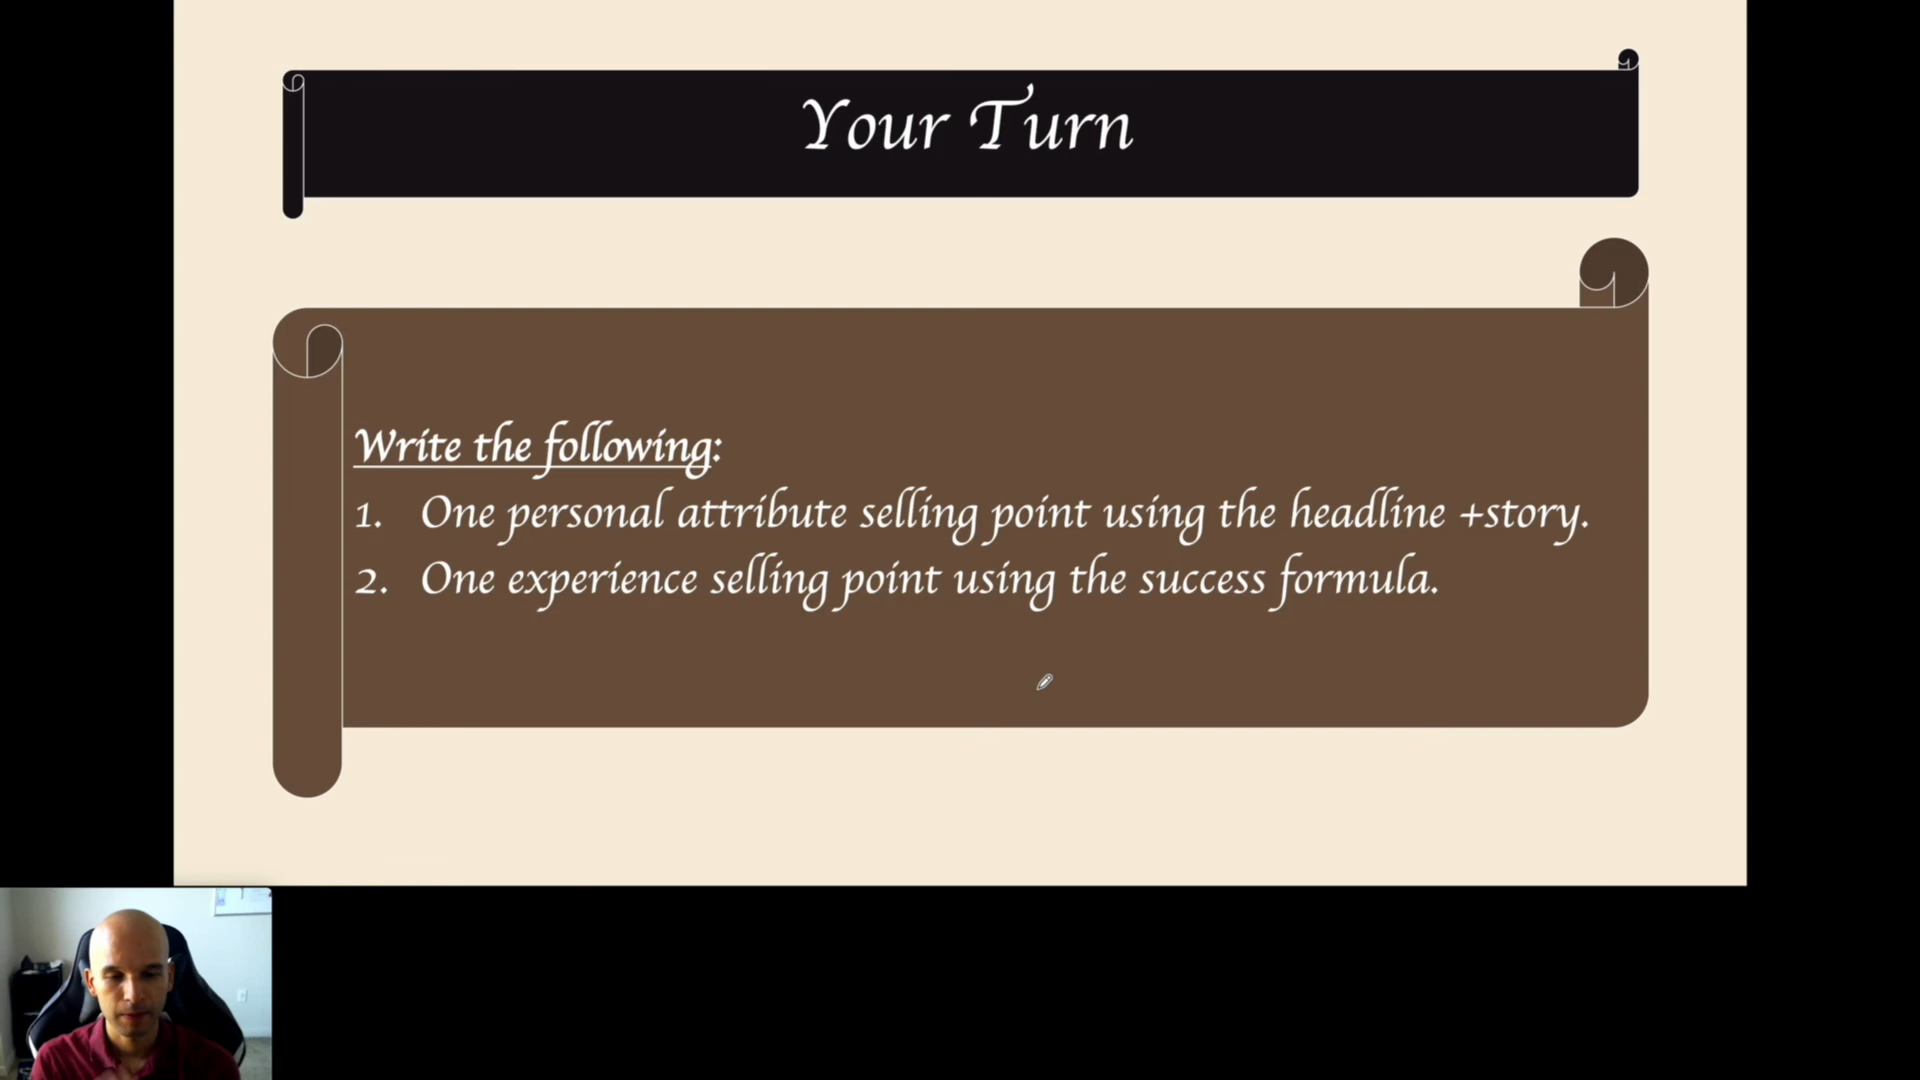 Your Turn
Write the following:
1. One personal attribute selling point using the headline +story.
2. One experience selling point using the success formula.